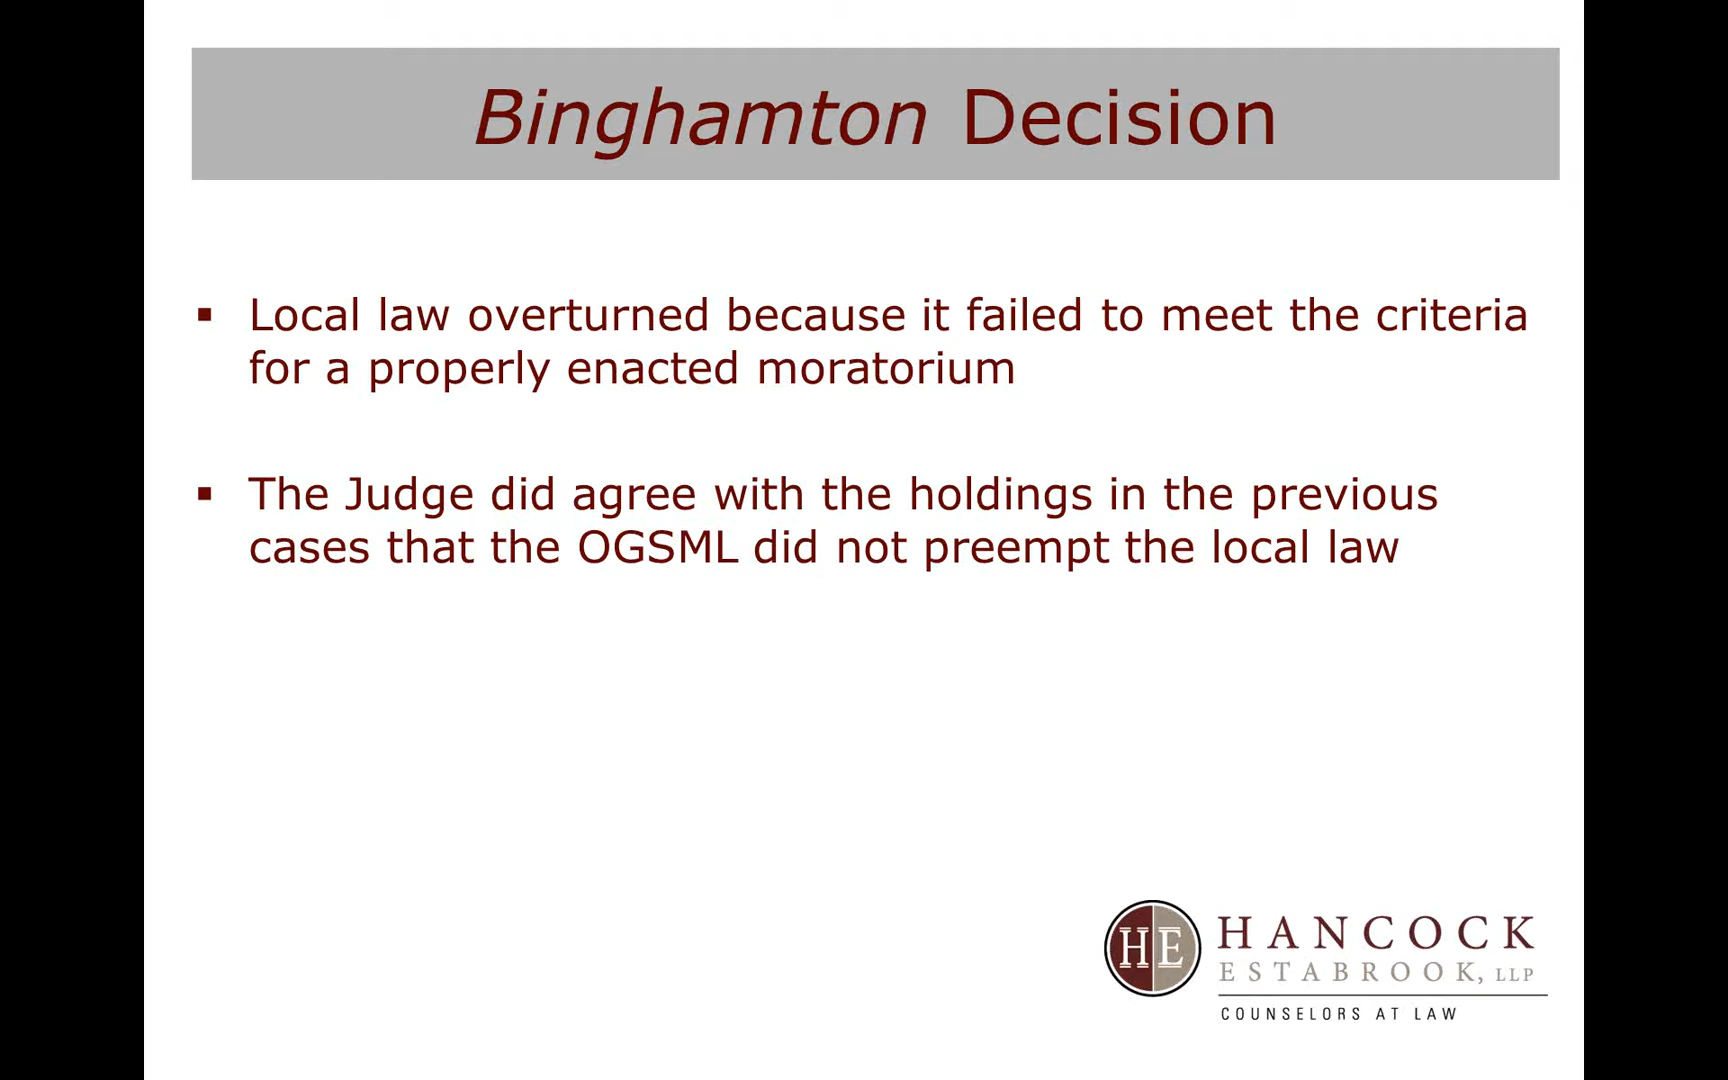 Binghamton Decision
▪ Local law overturned because it failed to meet the criteria
for a properly enacted moratorium
▪ The Judge did agree with the holdings in the previous
cases that the OGSML did not preempt the local law
HE
HANCOCK
ESTABROOK, LLP
COUNSELORS AT LAW